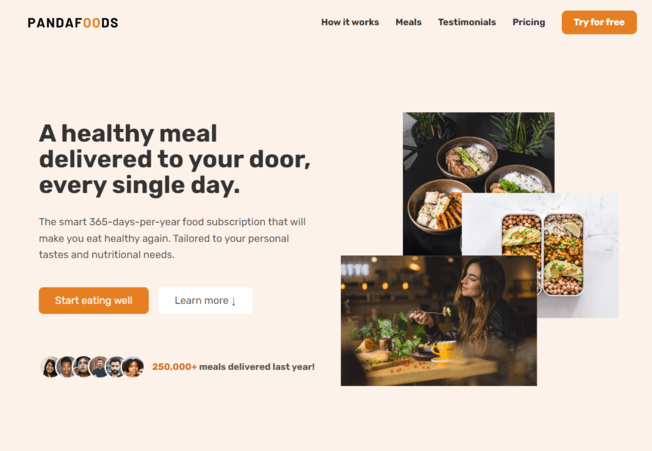 PANDAFOODS
How it works Meals Testimonials Pricing Try for free
A healthy meal
delivered to your door,
every single day.
The smart 365-days-per-year food subscription that will
make you eat healthy again. Tailored to your personal
tastes and nutritional needs.
Start eating well Learn more ↓
250,000+ meals delivered last year!